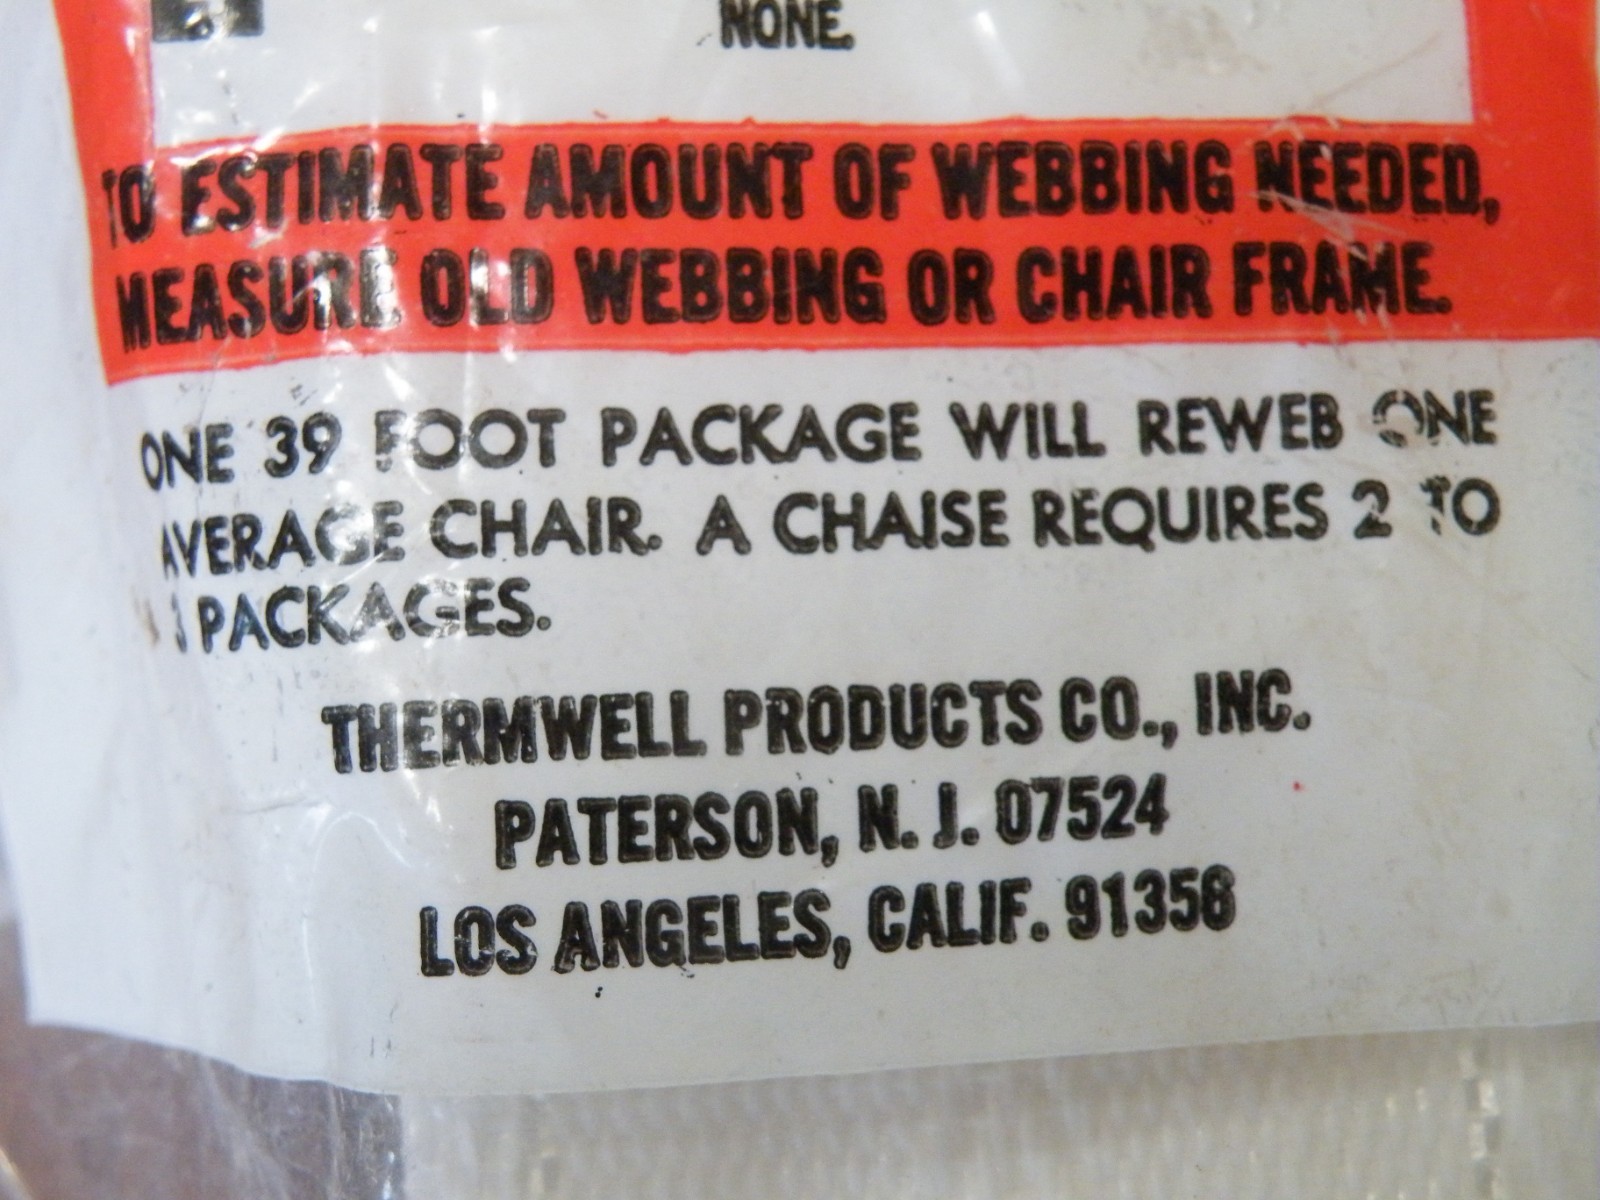 NONE.
TO ESTIMATE AMOUNT OF WEBBING NEEDED,
MEASURE OLD WEBBING OR CHAIR FRAME.
ONE 39 FOOT PACKAGE WILL REWEB ONE
AVERAGE CHAIR. A CHAISE REQUIRES 2 TO
3 PACKAGES.
THERMWELL PRODUCTS CO., INC.
PATERSON, N. J. 07524
LOS ANGELES, CALIF. 91356